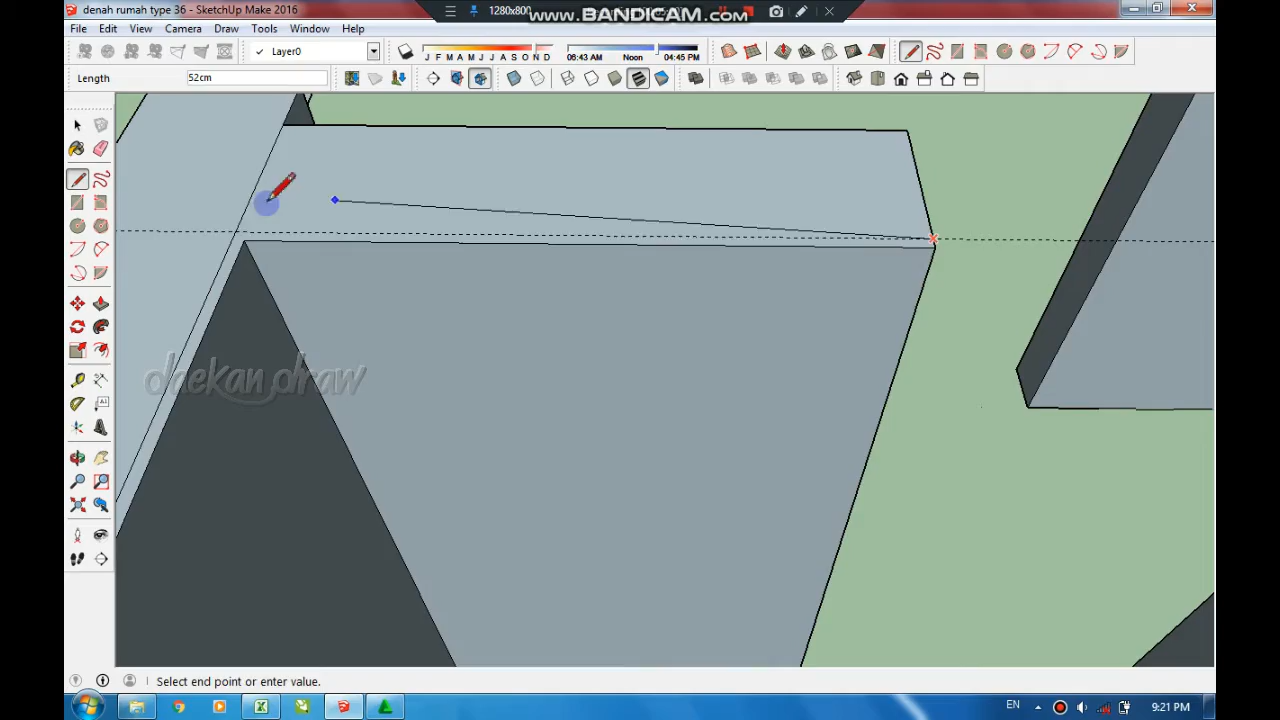 denah rumah type 36 - SketchUp Make 2016
1280x800
www.BANDICAM.com
File Edit View Camera Draw Tools Window Help
Layer0
J F M A M J J A S O N D
06:43 AM Noon 04:45 PM
Length 52cm
daekan draw
Select end point or enter value.
EN 9:21 PM